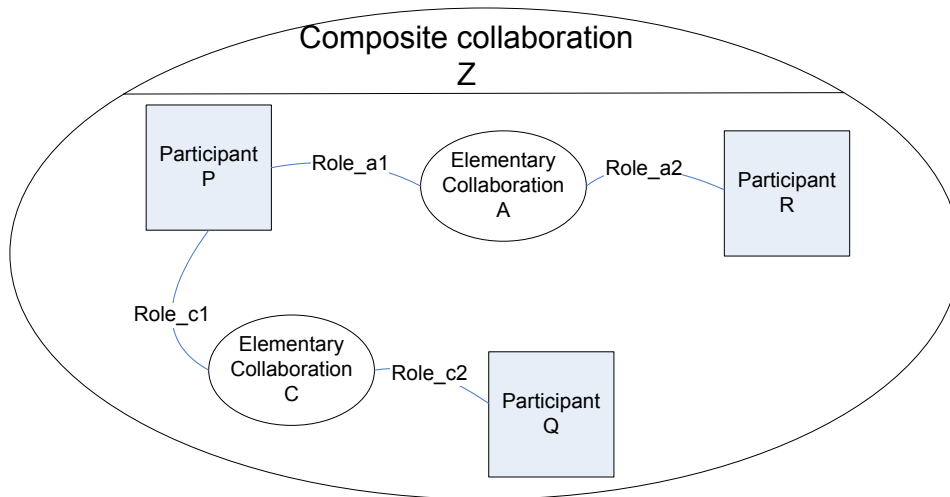 Composite collaboration
Z
Participant
P
Role_a1
Elementary
Collaboration
A
Role_a2
Participant
R
Role_c1
Elementary
Collaboration
C
Role_c2
Participant
Q